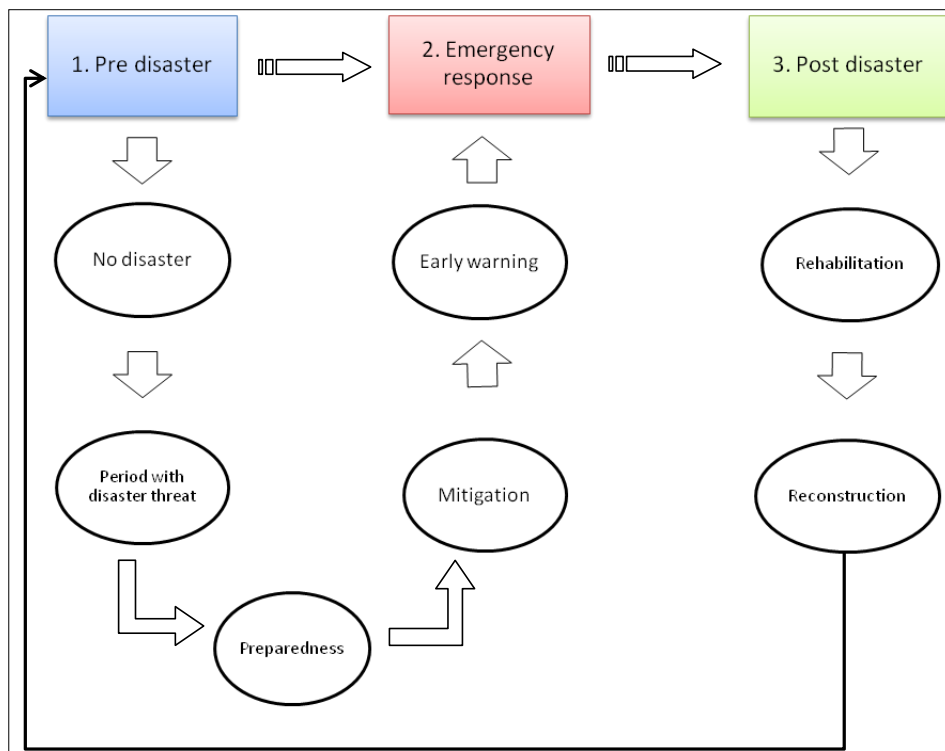 1. Pre disaster
2. Emergency
response
3. Post disaster
No disaster
Early warning
Rehabilitation
Period with
disaster threat
Mitigation
Reconstruction
Preparedness